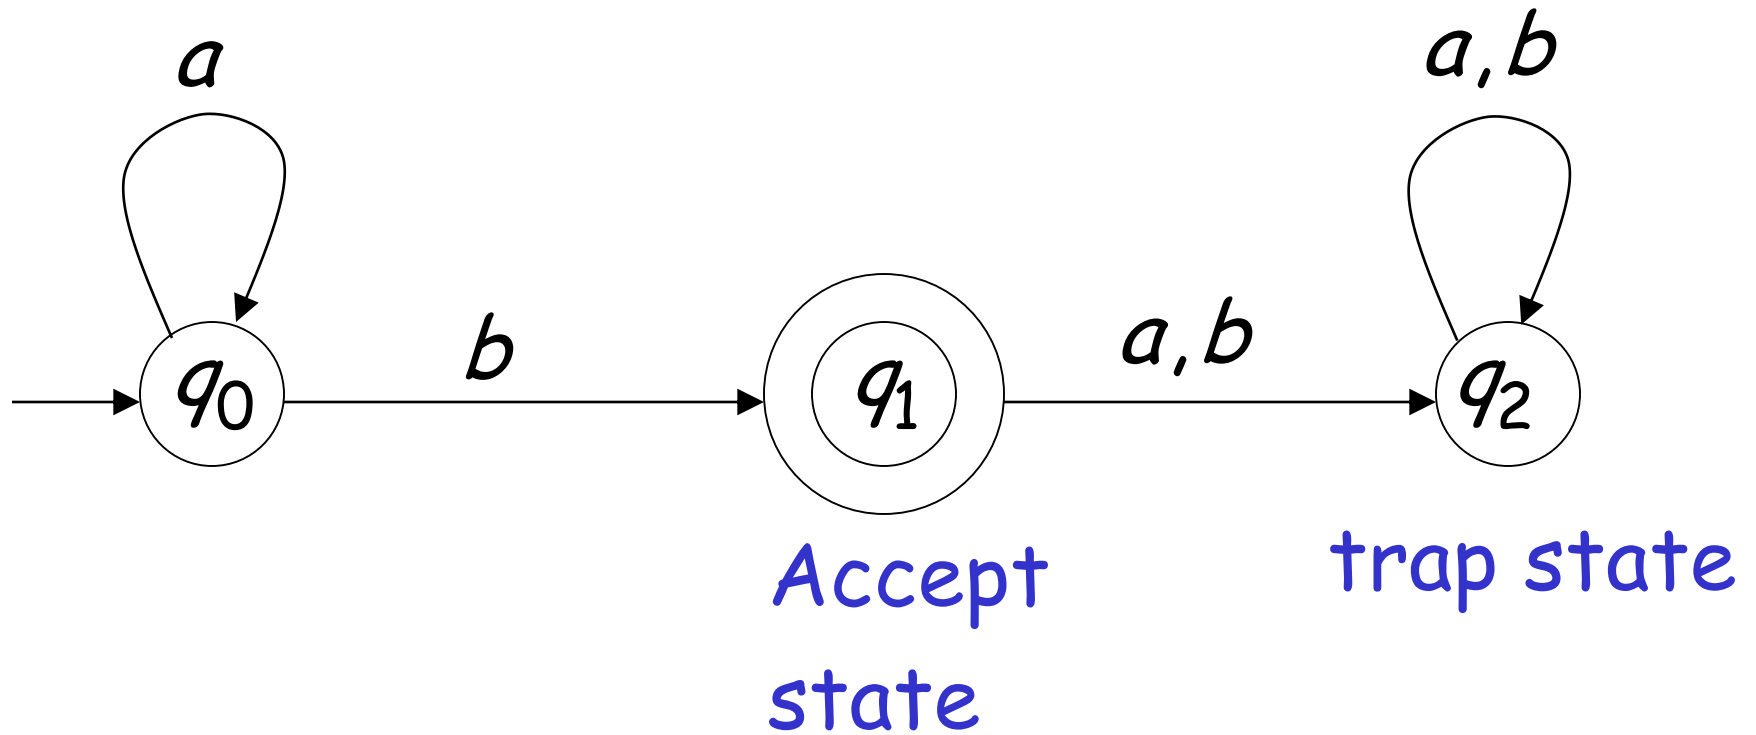 a
a,b
b
a,b
q0
q1
q2
Accept
state
trap state